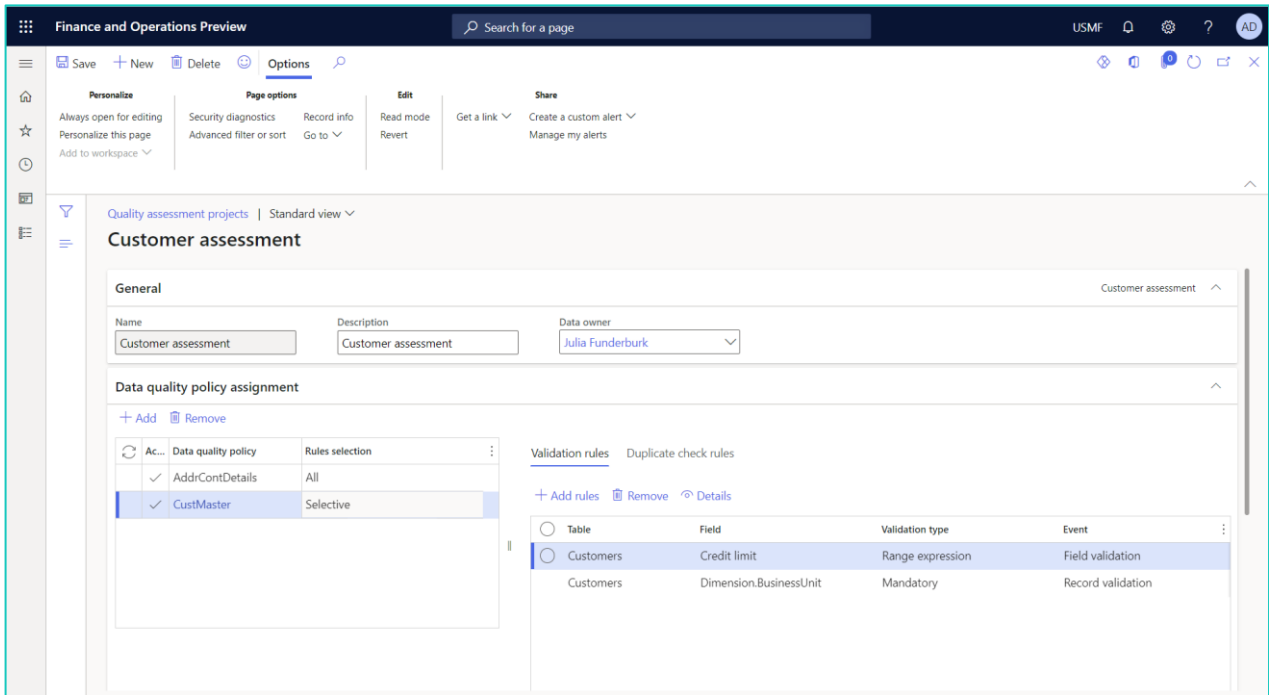 Finance and Operations Preview
Search for a page
USMF
AD
Save
New
Delete
Options
0
Personalize
Page options
Edit
Share
Always open for editing
Security diagnostics
Record info
Read mode
Get a link
Create a custom alert
Personalize this page
Advanced filter or sort
Go to
Revert
Manage my alerts
Add to workspace
Quality assessment projects | Standard view
Customer assessment
General
Customer assessment
Name
Description
Data owner
Customer assessment
Customer assessment
Julia Funderburk
Data quality policy assignment
Add
Remove
Ac... Data quality policy Rules selection
AddrContDetails All
CustMaster Selective
Validation rules
Duplicate check rules
Add rules
Remove
Details
Table Field Validation type Event
Customers Credit limit Range expression Field validation
Customers Dimension.BusinessUnit Mandatory Record validation